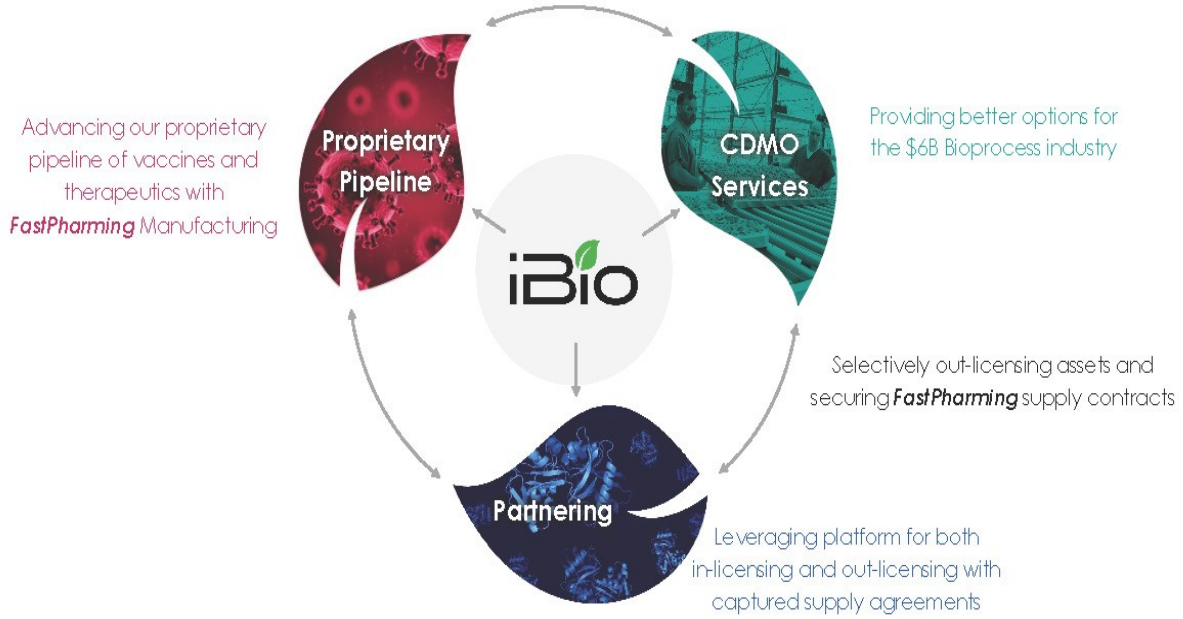 Advancing our proprietary
pipeline of vaccines and
therapeutics with
FastPharming Manufacturing
Proprietary
Pipeline
CDMO
Services
Providing better options for
the $6B Bioprocess industry
iBio
Selectively out-licensing assets and
securing FastPharming supply contracts
Partnering
Leveraging platform for both
in-licensing and out-licensing with
captured supply agreements